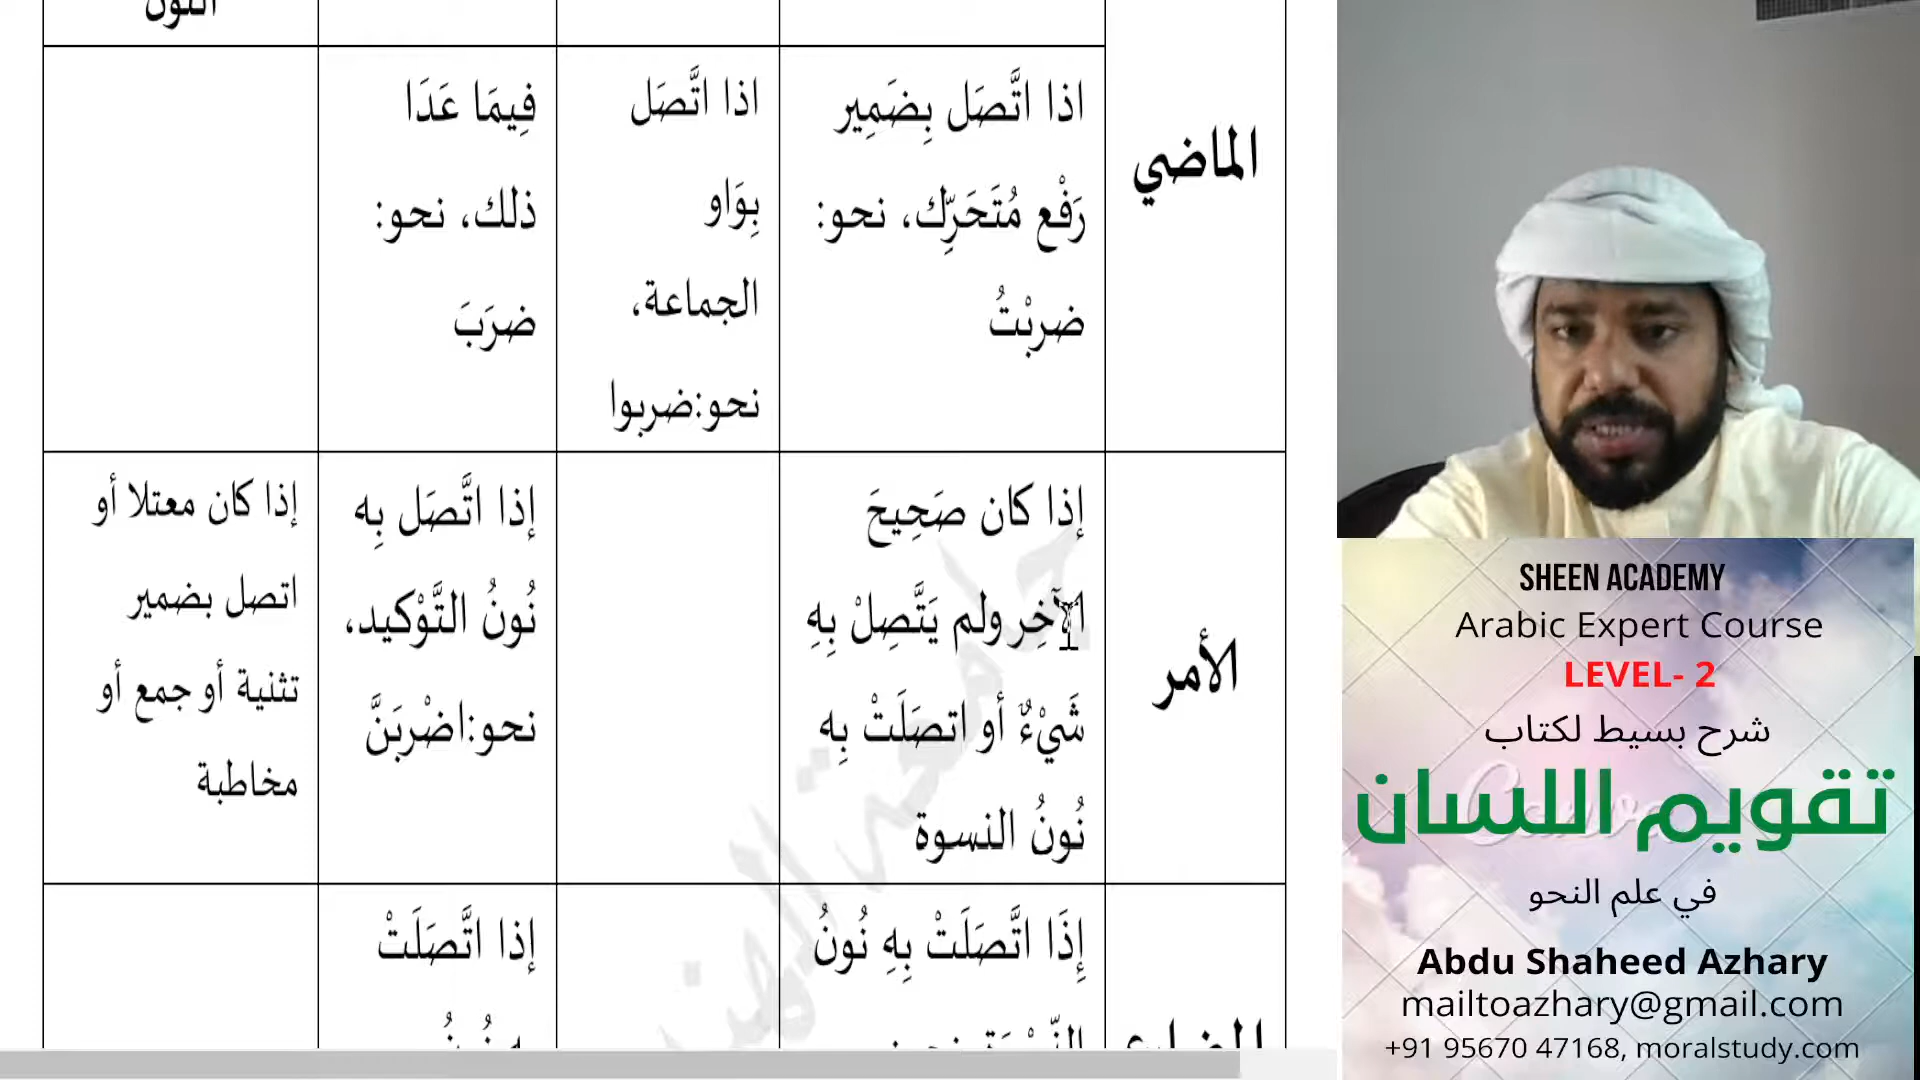 الماضي
اذا اتَّصَل بِضَمِير
رَفْع مُتَحَرِّك، نحو:
ضربْتُ
اذا اتَّصَل
بِوَاو
الجماعة،
نحو:ضربوا
فِيمَا عَدَا
ذلك، نحو:
ضرَبَ
الأمر
إذا كان صَحِيحَ
الآخِر ولم يَتَّصِلْ بِهِ
شَيْءٌ أو اتصَلَتْ بِه
نُونُ النسوة
إذا اتَّصَل بِه
نُونُ التَّوْكيد،
نحو:اضْربَنَّ
إذا كان معتلا أو
اتصل بضمير
تثنية أو جمع أو
مخاطبة
إِذَا اتَّصَلَتْ بِهِ نُونُ
إذا اتَّصَلَتْ
SHEEN ACADEMY
Arabic Expert Course
LEVEL- 2
شرح بسيط لكتاب
تقويم اللسان
في علم النحو
Abdu Shaheed Azhary
mailtoazhary@gmail.com
+91 95670 47168, moralstudy.com